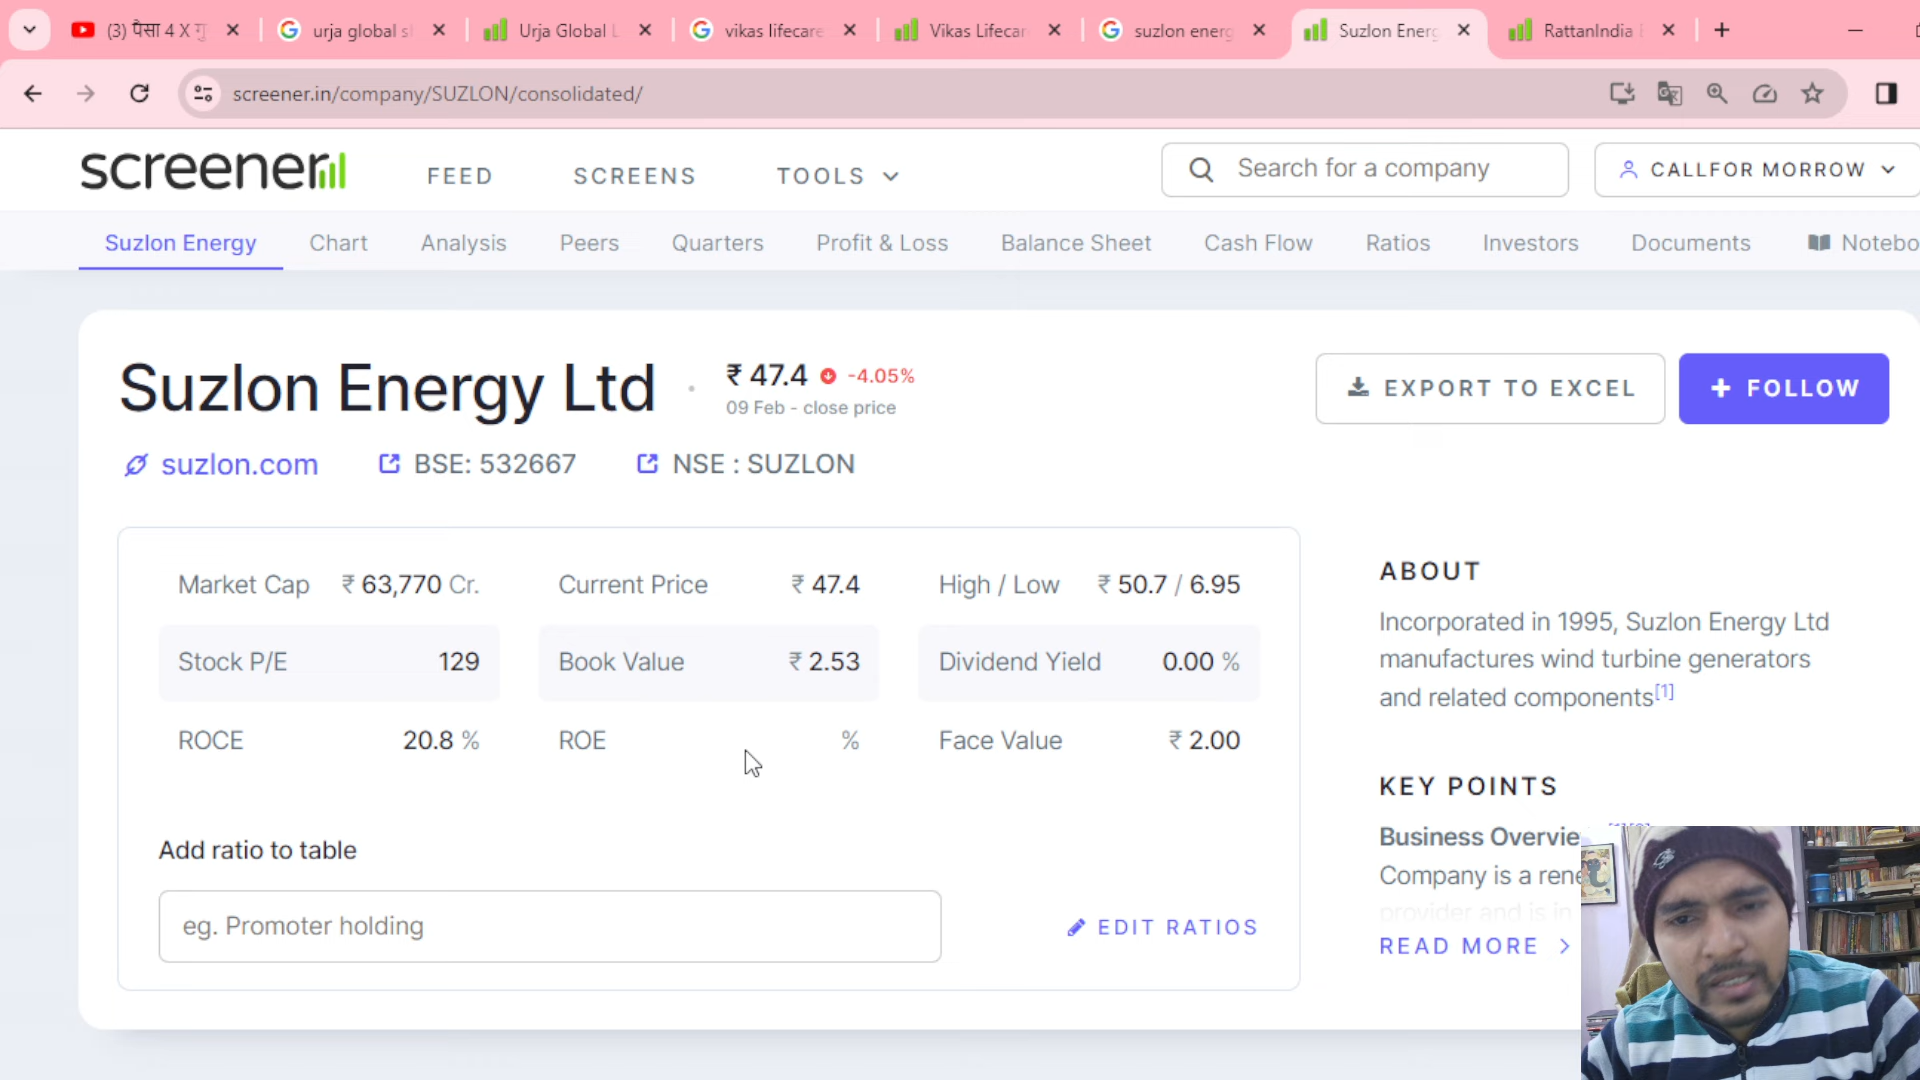 (3) पैसा 4 X गु
urja global s
Urja Global L
vikas lifecare
Vikas Lifecar
suzlon energ
Suzlon Energ
RattanIndia
screener.in/company/SUZLON/consolidated/
screener
FEED
SCREENS
TOOLS
Search for a company
CALLFOR MORROW
Suzlon Energy
Chart
Analysis
Peers
Quarters
Profit & Loss
Balance Sheet
Cash Flow
Ratios
Investors
Documents
Notebo
Suzlon Energy Ltd
₹ 47.4 -4.05%
09 Feb - close price
EXPORT TO EXCEL
+ FOLLOW
suzlon.com
BSE: 532667
NSE : SUZLON
Market Cap ₹ 63,770 Cr.
Current Price ₹ 47.4
High / Low ₹ 50.7 / 6.95
Stock P/E 129
Book Value ₹ 2.53
Dividend Yield 0.00 %
ROCE 20.8 %
ROE %
Face Value ₹ 2.00
Add ratio to table
eg. Promoter holding
EDIT RATIOS
ABOUT
Incorporated in 1995, Suzlon Energy Ltd
manufactures wind turbine generators
and related components[1]
KEY POINTS
Business Overvie
Company is a rene
provider and is in
READ MORE >